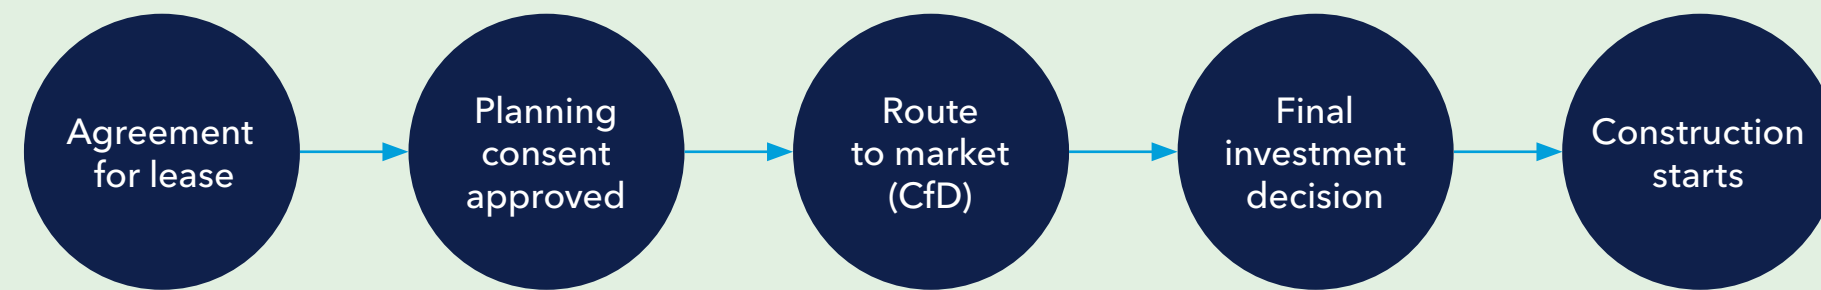 Agreement
for lease
Planning
consent
approved
Route
to market
(CfD)
Final
investment
decision
Construction
starts